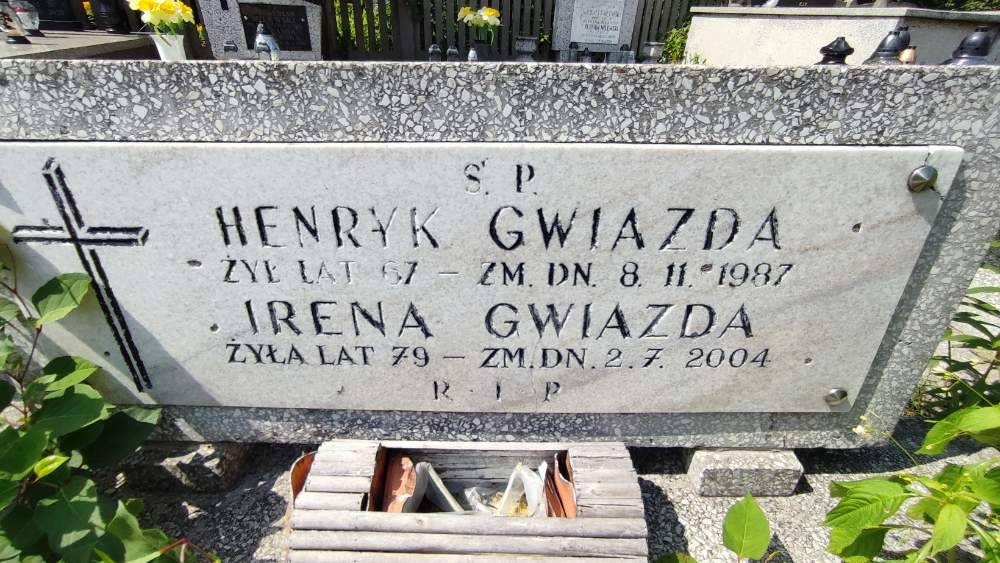 Ś. P.
HENRYK GWIAZDA
ŻYŁ LAT 67 – ZM. DN. 8. 11. 1987
IRENA GWIAZDA
ŻYŁA LAT 79 – ZM. DN. 2. 7. 2004
R · I · P